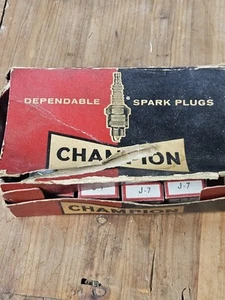 DEPENDABLE SPARK PLUGS
CHAMPION
J-7 J-7
CHAMPION